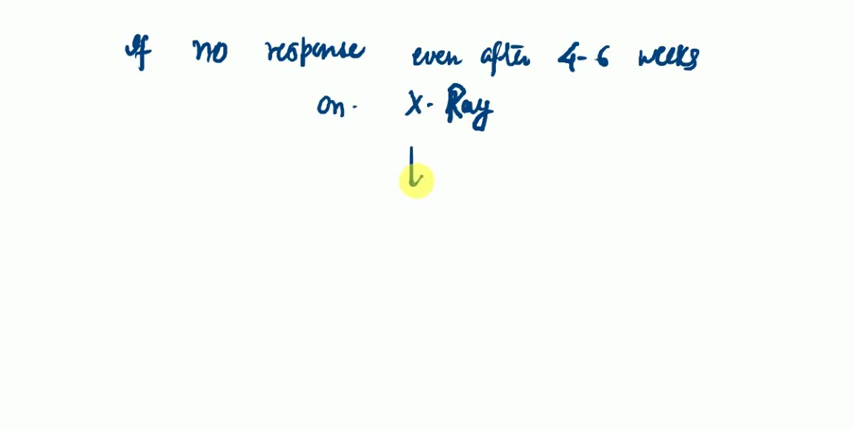 If no response even after 4-6 weeks
on. X-Ray